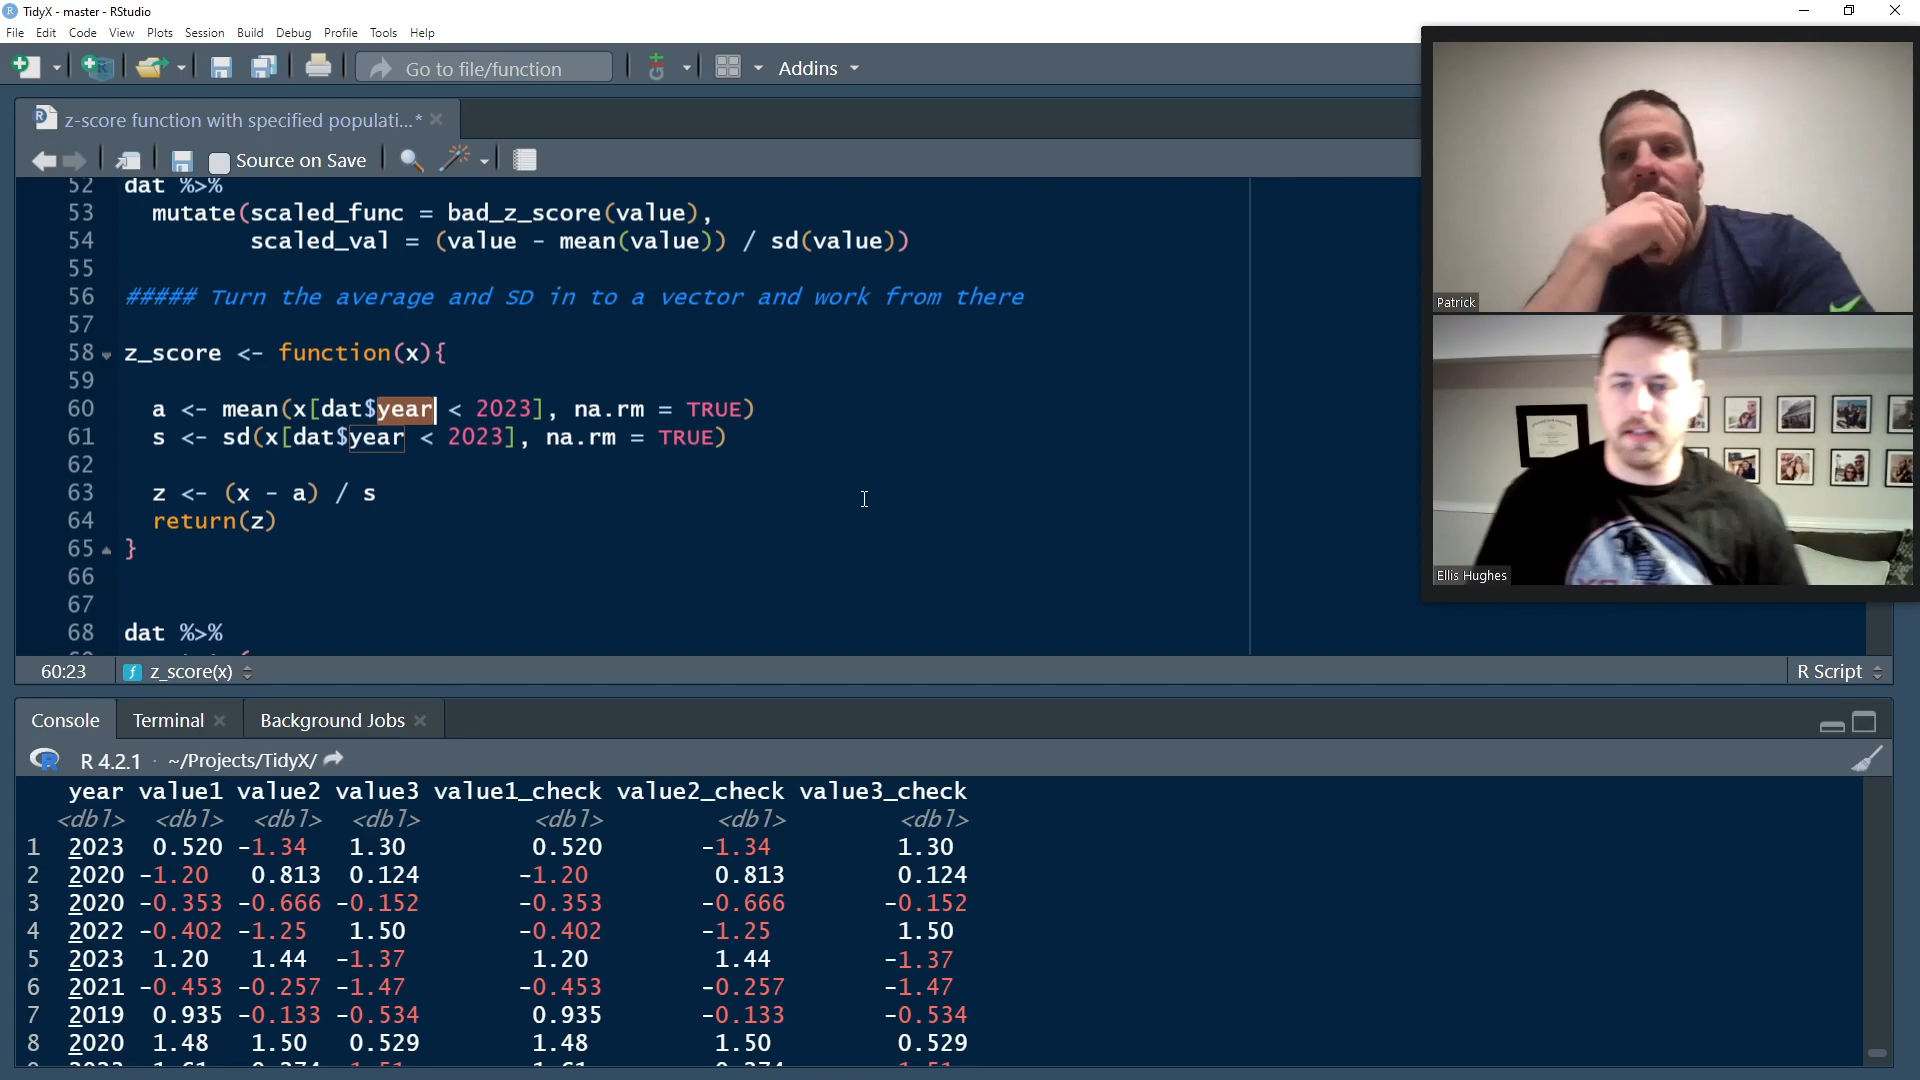 TidyX - master - RStudio
File Edit Code View Plots Session Build Debug Profile Tools Help
Go to file/function
Addins
z-score function with specified populati...*
Source on Save
52 dat %>%
53 mutate(scaled_func = bad_z_score(value),
54 scaled_val = (value - mean(value)) / sd(value))
55
56 ##### Turn the average and SD in to a vector and work from there
57
58 z_score <- function(x){
59
60 a <- mean(x[dat$year < 2023], na.rm = TRUE)
61 s <- sd(x[dat$year < 2023], na.rm = TRUE)
62
63 z <- (x - a) / s
64 return(z)
65 }
66
67
68 dat %>%
60:23 z_score(x)
R Script
Console Terminal Background Jobs
R 4.2.1 · ~/Projects/TidyX/
year value1 value2 value3 value1_check value2_check value3_check
<dbl> <dbl> <dbl> <dbl> <dbl> <dbl> <dbl>
1 2023 0.520 -1.34 1.30 0.520 -1.34 1.30
2 2020 -1.20 0.813 0.124 -1.20 0.813 0.124
3 2020 -0.353 -0.666 -0.152 -0.353 -0.666 -0.152
4 2022 -0.402 -1.25 1.50 -0.402 -1.25 1.50
5 2023 1.20 1.44 -1.37 1.20 1.44 -1.37
6 2021 -0.453 -0.257 -1.47 -0.453 -0.257 -1.47
7 2019 0.935 -0.133 -0.534 0.935 -0.133 -0.534
8 2020 1.48 1.50 0.529 1.48 1.50 0.529
Patrick
Ellis Hughes